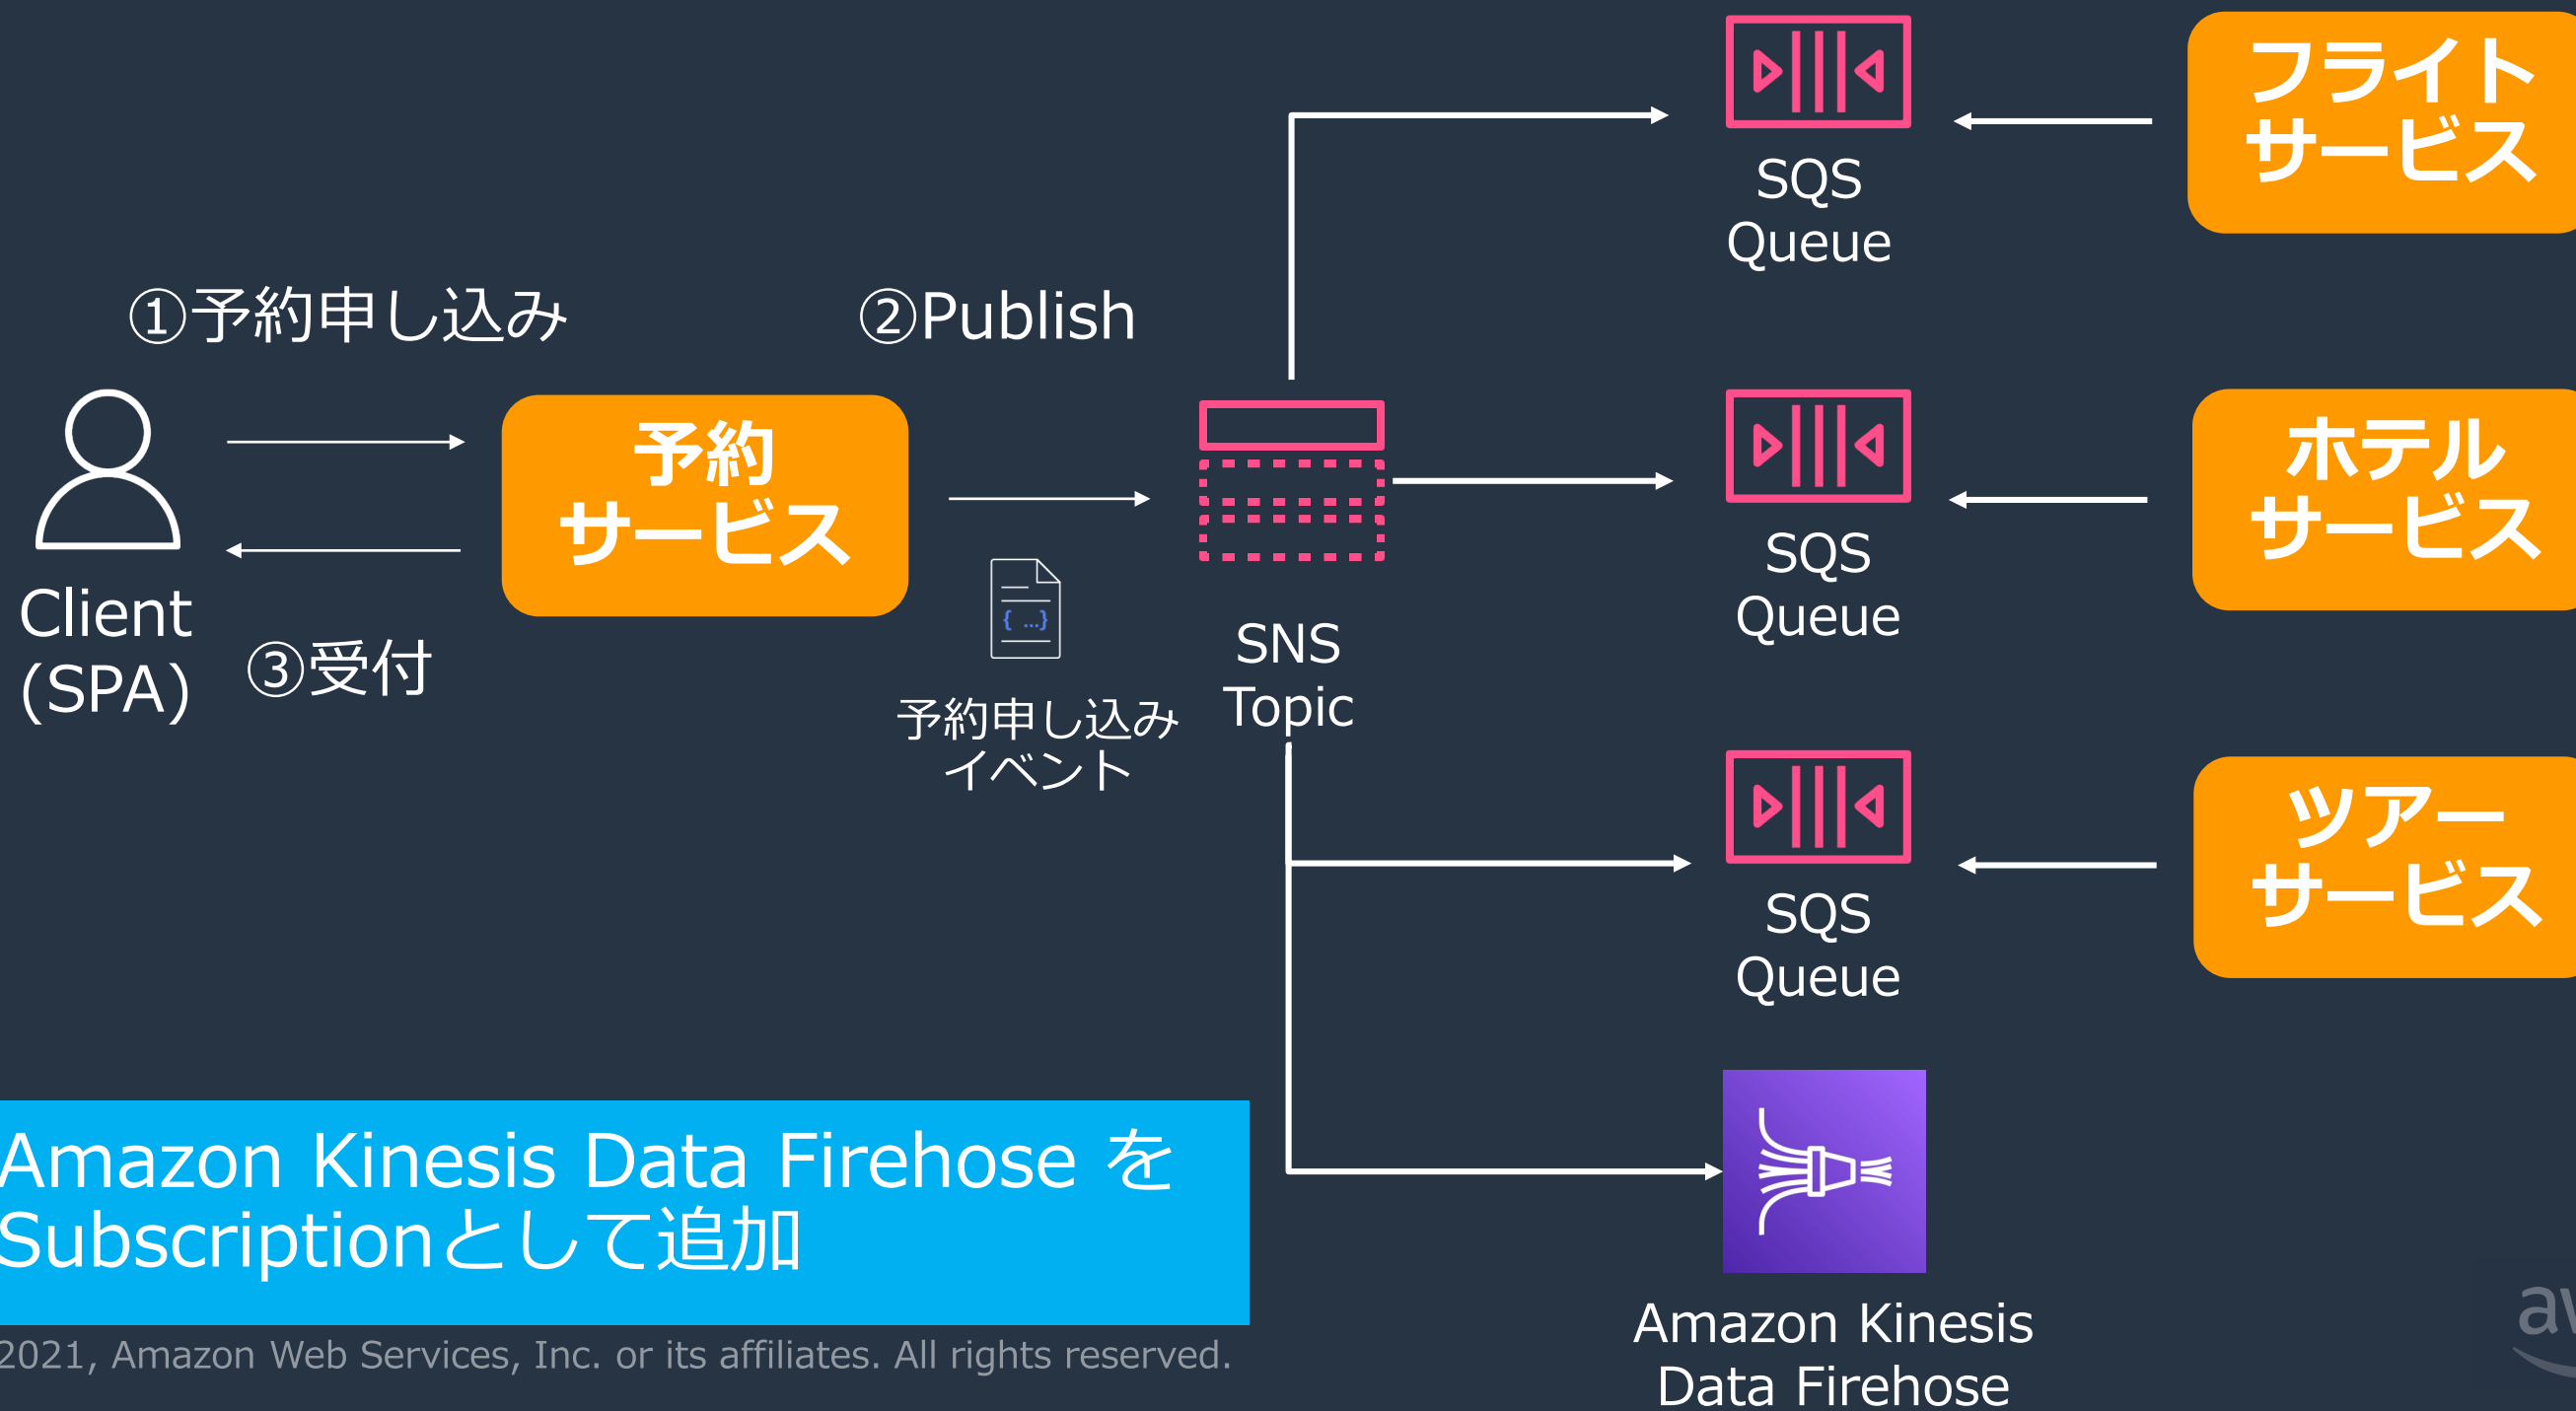 フライト
サービス
SQS
Queue
①予約申し込み
②Publish
予約
サービス
Client
(SPA)
③受付
{ ...}
予約申し込み
イベント
SNS
Topic
SQS
Queue
ホテル
サービス
SQS
Queue
ツアー
サービス
Amazon Kinesis Data Firehose を
Subscriptionとして追加
Amazon Kinesis
Data Firehose
2021, Amazon Web Services, Inc. or its affiliates. All rights reserved.